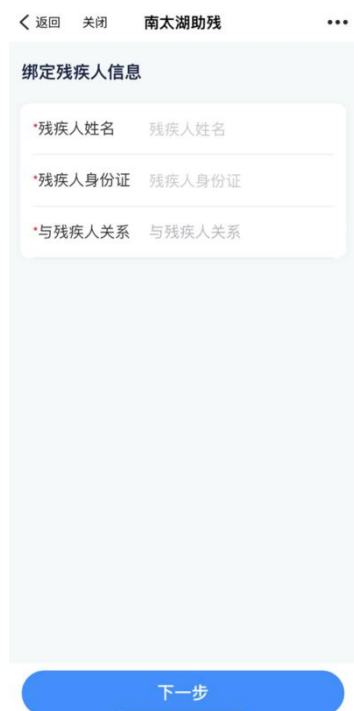 返回 关闭 南太湖助残
绑定残疾人信息
*残疾人姓名 残疾人姓名
*残疾人身份证 残疾人身份证
*与残疾人关系 与残疾人关系
下一步